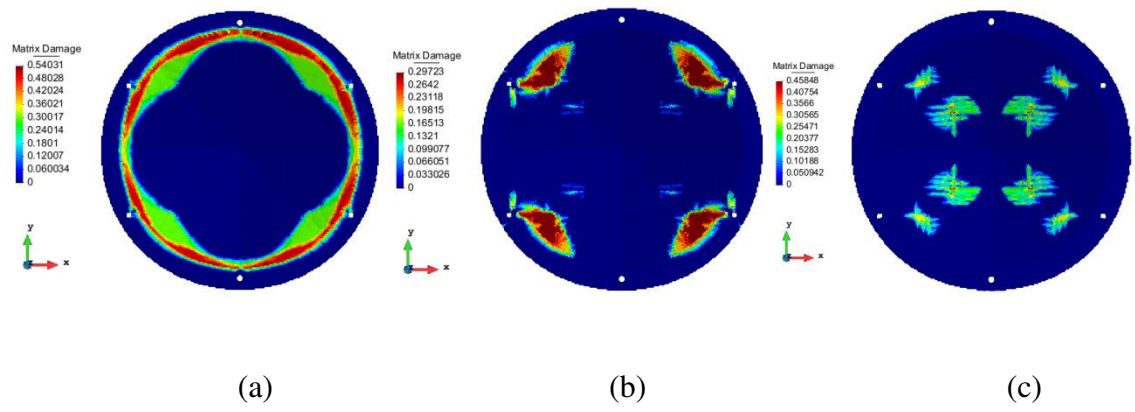 Matrix Damage
0.54031
0.48028
0.42024
0.36021
0.30017
0.24014
0.1801
0.12007
0.060034
0
y
x
(a)
Matrix Damage
0.29723
0.2642
0.23118
0.19815
0.16513
0.1321
0.099077
0.066051
0.033026
0
y
x
(b)
Matrix Damage
0.45848
0.40754
0.3566
0.30565
0.25471
0.20377
0.15283
0.10188
0.050942
0
y
x
(c)